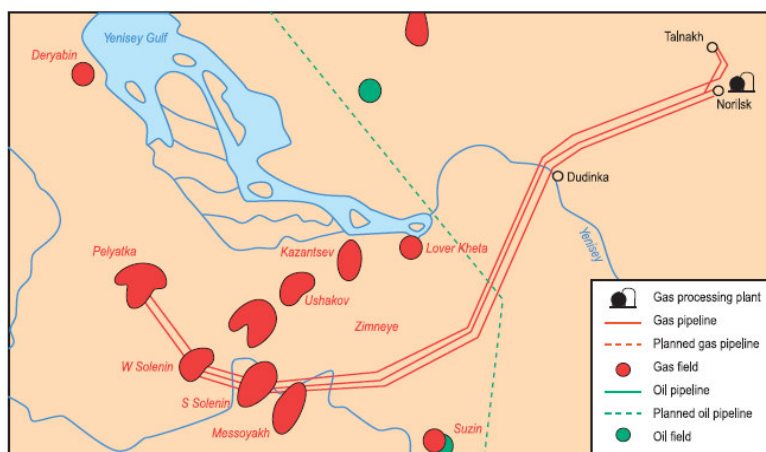 Yenisey Gulf
Deryabin
Talnakh
Norilsk
Dudinka
Yenisey
Pelyatka
Kazantsev
Lover Kheta
Ushakov
Zimneye
W Solenin
S Solenin
Messoyakh
Suzin
Gas processing plant
Gas pipeline
Planned gas pipeline
Gas field
Oil pipeline
Planned oil pipeline
Oil field